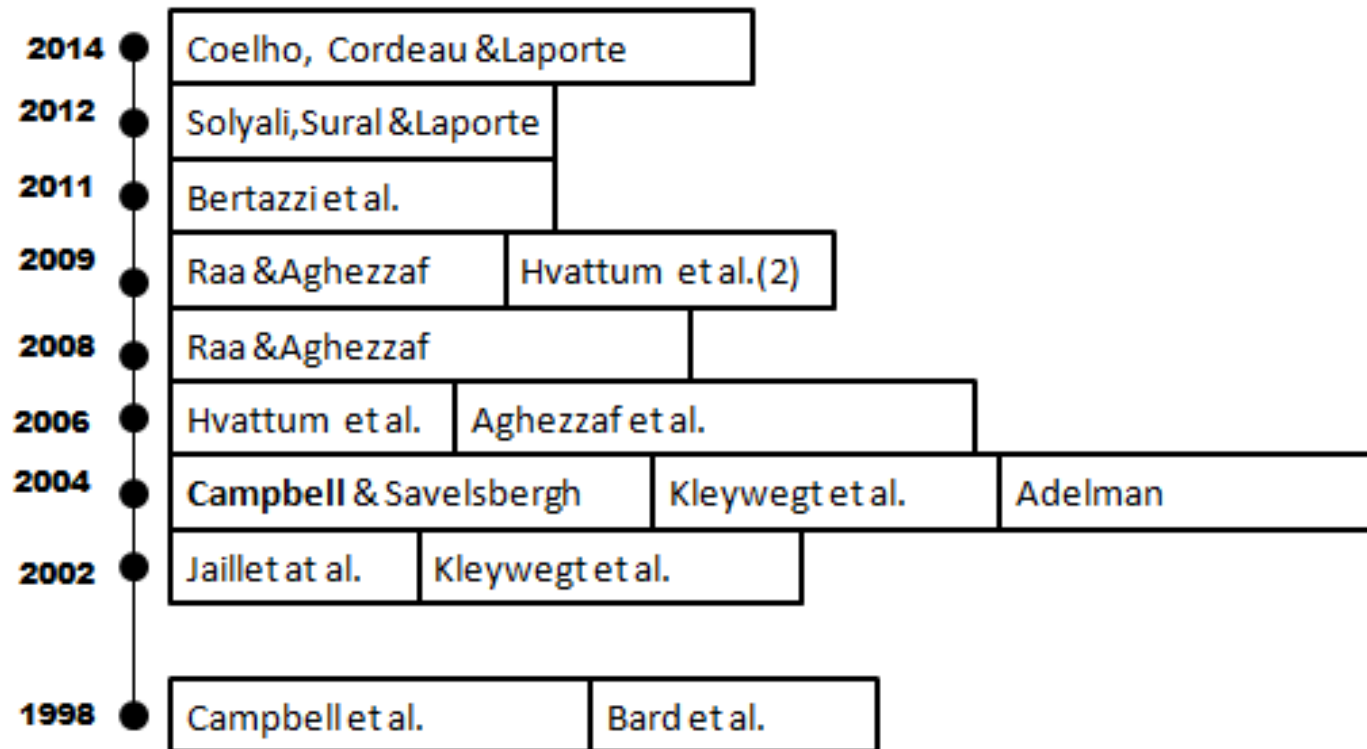 2014 Coelho, Cordeau &Laporte
2012 Solyali,Sural &Laporte
2011 Bertazzi et al.
2009 Raa &Aghezzaf Hvattum et al.(2)
2008 Raa &Aghezzaf
2006 Hvattum et al. Aghezzaf et al.
2004 Campbell & Savelsbergh Kleywegt et al. Adelman
2002 Jaillet at al. Kleywegt et al.
1998 Campbell et al. Bard et al.